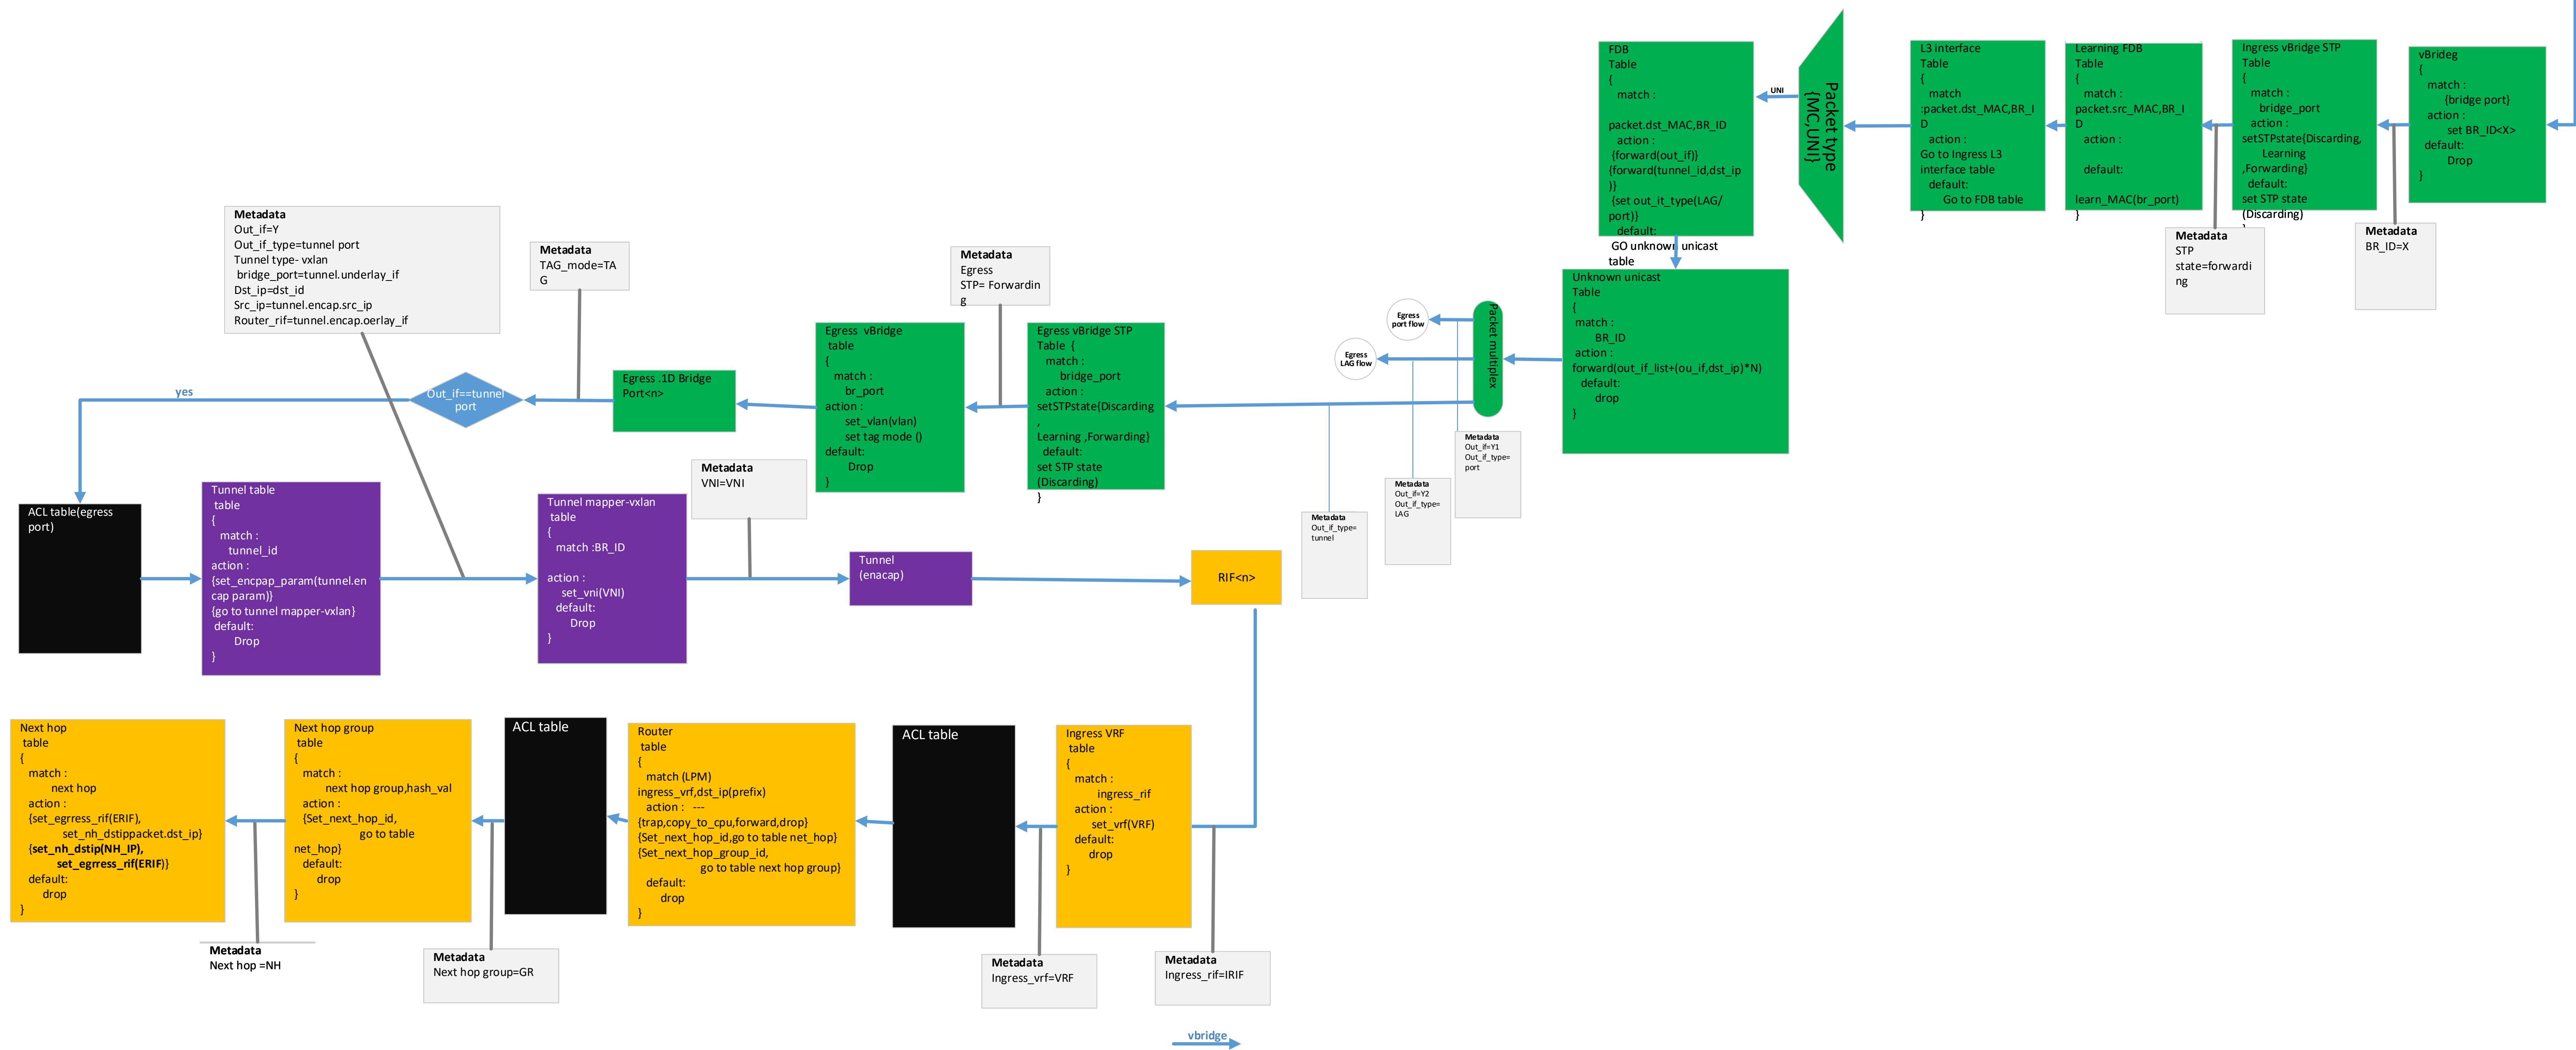 vBrideg
{
match :
{bridge port}
action :
set BR_ID<X>
default:
Drop
}
Metadata
BR_ID=X
Ingress vBridge STP
Table
{
match :
bridge_port
action :
setSTPstate{Discarding,
Learning
,Forwarding}
default:
set STP state
(Discarding)
Metadata
STP
state=forwardi
ng
Learning FDB
Table
{
match :
packet.src_MAC,BR_I
D
action :
default:
learn_MAC(br_port)
}
L3 interface
Table
{
match
:packet.dst_MAC,BR_I
D
action :
Go to Ingress L3
interface table
default:
Go to FDB table
}
Packet type
{MC,UNI}
UNI
FDB
Table
{
match :
packet.dst_MAC,BR_ID
action :
{forward(out_if)}
{forward(tunnel_id,dst_ip
)}
{set out_it_type(LAG/
port)}
default:
GO unknown unicast
table
Unknown unicast
Table
{
match :
BR_ID
action :
forward(out_if_list+(ou_if,dst_ip)*N)
default:
drop
}
Packet multiplex
Egress
port flow
Egress
LAG flow
Metadata
Out_if=Y1
Out_if_type=
port
Metadata
Out_if=Y2
Out_if_type=
LAG
Metadata
Out_if_type=
tunnel
Egress vBridge STP
Table {
match :
bridge_port
action :
setSTPstate{Discarding
,
Learning ,Forwarding}
default:
set STP state
(Discarding)
}
Metadata
Egress
STP= Forwardin
g
Egress vBridge
table
{
match :
br_port
action :
set_vlan(vlan)
set tag mode ()
default:
Drop
}
Egress .1D Bridge
Port<n>
Metadata
TAG_mode=TA
G
Out_if==tunnel
port
yes
Metadata
Out_if=Y
Out_if_type=tunnel port
Tunnel type- vxlan
bridge_port=tunnel.underlay_if
Dst_ip=dst_id
Src_ip=tunnel.encap.src_ip
Router_rif=tunnel.encap.oerlay_if
ACL table(egress
port)
Tunnel table
table
{
match :
tunnel_id
action :
{set_encpap_param(tunnel.en
cap param)}
{go to tunnel mapper-vxlan}
default:
Drop
}
Tunnel mapper-vxlan
table
{
match :BR_ID
action :
set_vni(VNI)
default:
Drop
}
Metadata
VNI=VNI
Tunnel
(enacap)
RIF<n>
Metadata
Ingress_rif=IRIF
Ingress VRF
table
{
match :
ingress_rif
action :
set_vrf(VRF)
default:
drop
}
Metadata
Ingress_vrf=VRF
ACL table
Router
table
{
match (LPM)
ingress_vrf,dst_ip(prefix)
action : ---
{trap,copy_to_cpu,forward,drop}
{Set_next_hop_id,go to table net_hop}
{Set_next_hop_group_id,
go to table next hop group}
default:
drop
}
ACL table
Metadata
Next hop group=GR
Next hop group
table
{
match :
next hop group,hash_val
action :
{Set_next_hop_id,
go to table
net_hop}
default:
drop
}
Metadata
Next hop =NH
Next hop
table
{
match :
next hop
action :
{set_egrress_rif(ERIF),
set_nh_dstippacket.dst_ip}
{set_nh_dstip(NH_IP),
set_egrress_rif(ERIF)}
default:
drop
}
vbridge